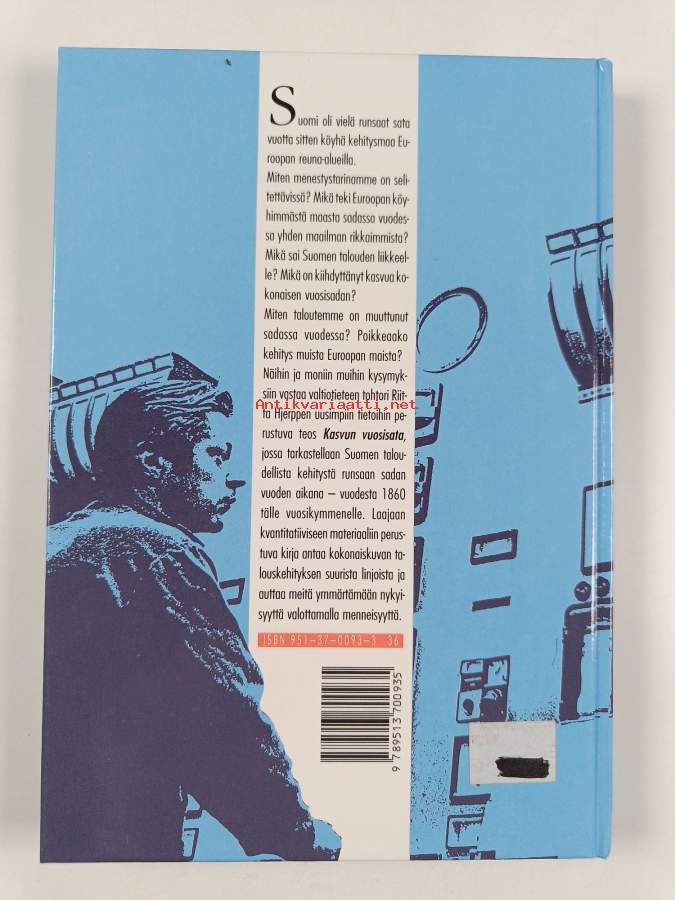 Suomi oli vielä runsaat sata
vuotta sitten köyhä kehitysmaa Eu-
roopan reuna-alueilla.
Miten menestystarinamme on seli-
tettävissä? Mikä teki Euroopan köy-
himmästä maasta sadassa vuodes-
sa yhden maailman rikkaimmista?
Mikä sai Suomen talouden liikkeel-
le? Mikä on kiihdyttänyt kasvua ko-
konaisen vuosisadan?
Miten taloutemme on muuttunut
sadassa vuodessa? Poikkeaako
kehitys muista Euroopan maista?
Näihin ja moniin muihin kysymyk-
siin vastaa valtiotieteen tohtori Riit-
Antikvariaatti.net
ta Hjerppen uusimpiin tietoihin pe-
rustuva teos Kasvun vuosisata,
jossa tarkastellaan Suomen talou-
dellista kehitystä runsaan sadan
vuoden aikana – vuodesta 1860
tälle vuosikymmenelle. Laajaan
kvantitatiiviseen materiaaliin perus-
tuva kirja antaa kokonaiskuvan ta-
louskehityksen suurista linjoista ja
auttaa meitä ymmärtämään nykyi-
syyttä valottamalla menneisyyttä.
ISBN 951-37-0093-3 36
9 789513 700935